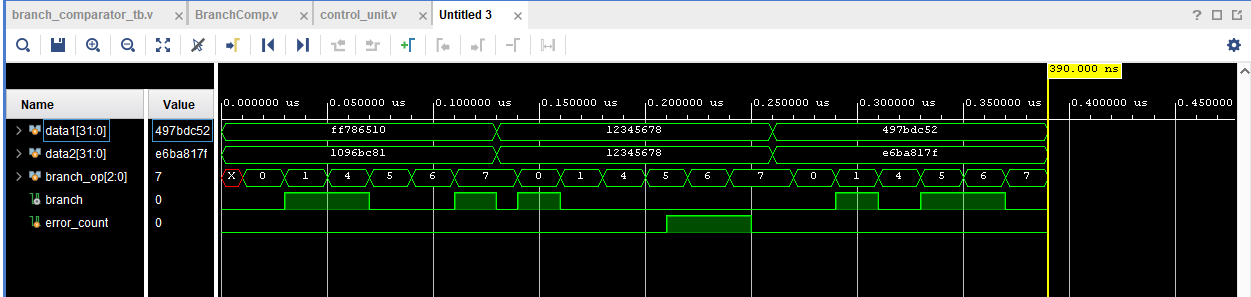 branch_comparator_tb.v × BranchComp.v × control_unit.v × Untitled 3 × ?
390.000 ns
Name Value 0.000000 us 0.050000 us 0.100000 us 0.150000 us 0.200000 us 0.250000 us 0.300000 us 0.350000 us 0.400000 us 0.450000
data1[31:0] 497bdc52 ff786510 12345678 497bdc52
data2[31:0] e6ba817f 1096bc81 12345678 e6ba817f
branch_op[2:0] 7 X 0 1 4 5 6 7 0 1 4 5 6 7 0 1 4 5 6 7
branch 0
error_count 0